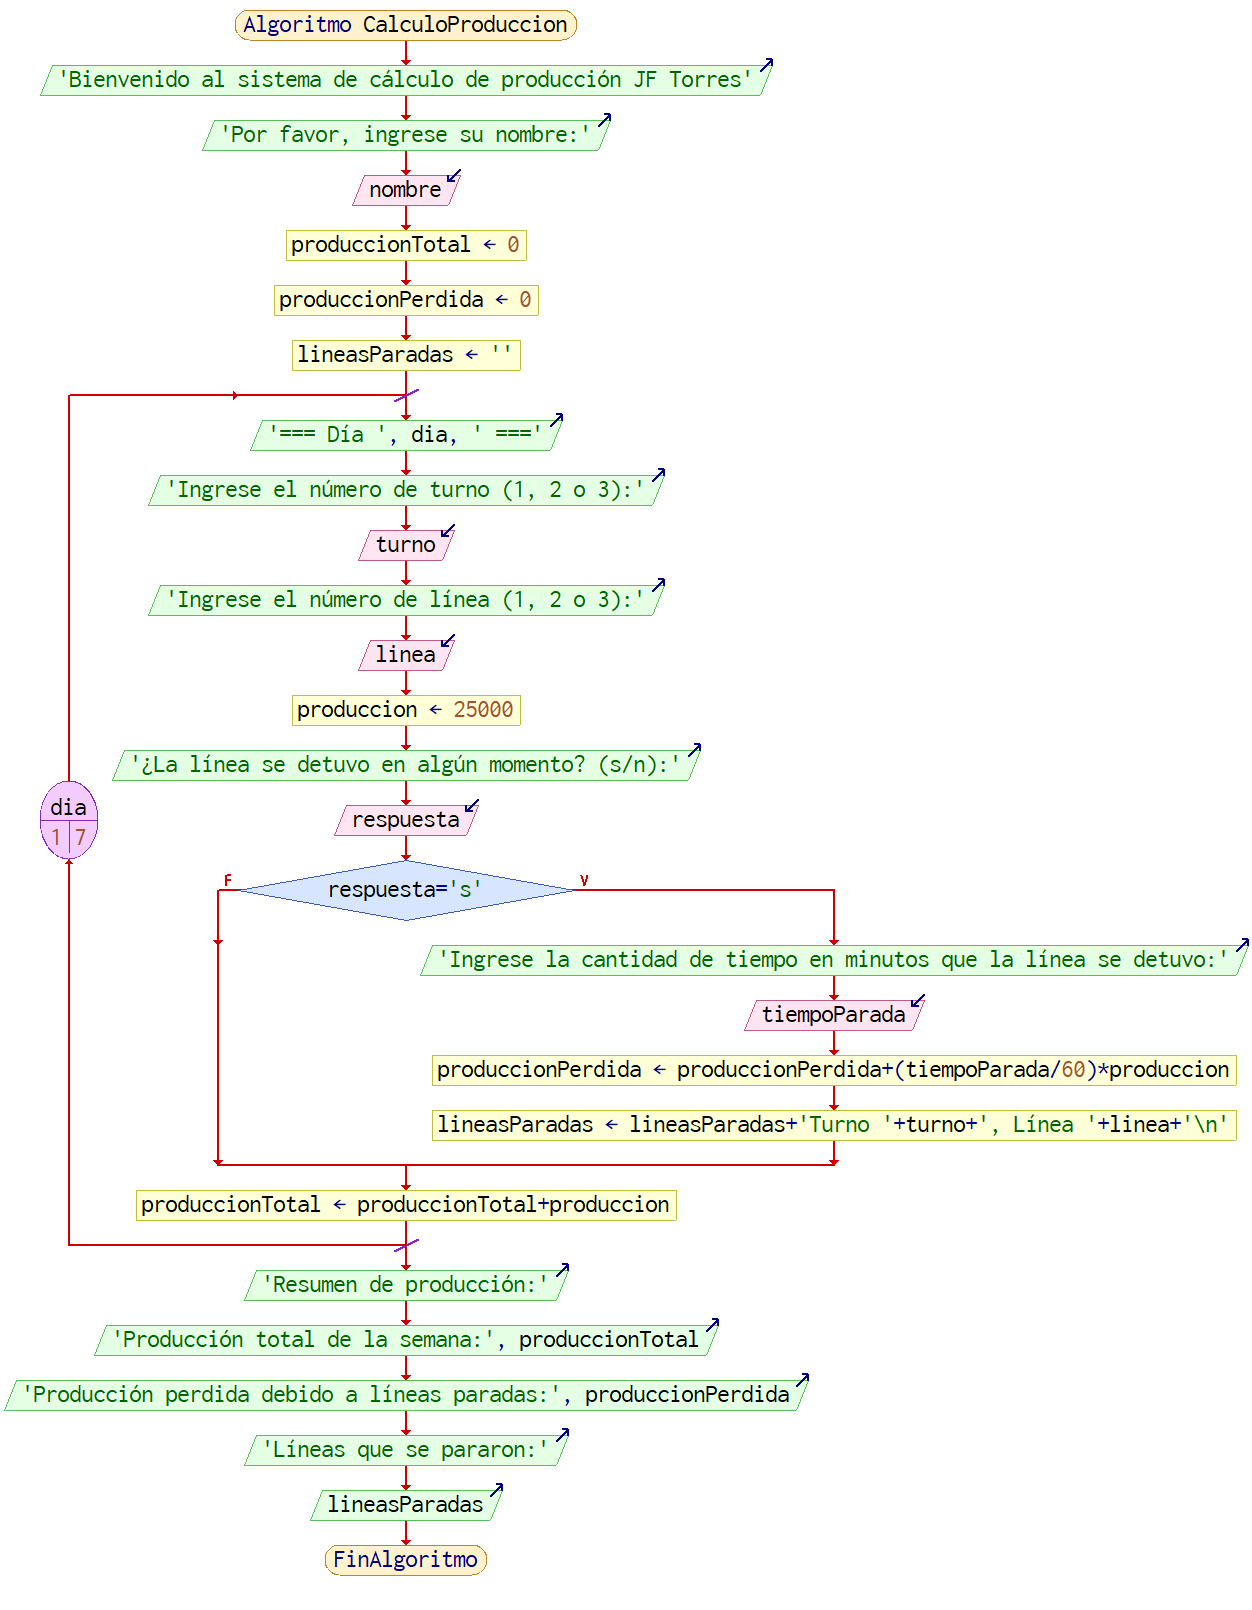 Algoritmo CalculoProduccion
'Bienvenido al sistema de cálculo de producción JF Torres'
'Por favor, ingrese su nombre:'
nombre
produccionTotal ← 0
produccionPerdida ← 0
lineasParadas ← ''
'=== Día ', dia, ' ==='
'Ingrese el número de turno (1, 2 o 3):'
turno
'Ingrese el número de línea (1, 2 o 3):'
linea
produccion ← 25000
'¿La línea se detuvo en algún momento? (s/n):'
dia
1 7
respuesta
F
respuesta='s'
V
'Ingrese la cantidad de tiempo en minutos que la línea se detuvo:'
tiempoParada
produccionPerdida ← produccionPerdida+(tiempoParada/60)*produccion
lineasParadas ← lineasParadas+'Turno '+turno+', Línea '+linea+'\n'
produccionTotal ← produccionTotal+produccion
'Resumen de producción:'
'Producción total de la semana:', produccionTotal
'Producción perdida debido a líneas paradas:', produccionPerdida
'Líneas que se pararon:'
lineasParadas
FinAlgoritmo